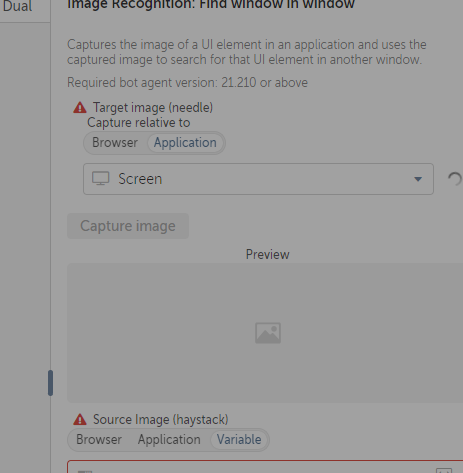 Dual
Image Recognition: Find window in window
Captures the image of a UI element in an application and uses the
captured image to search for that UI element in another window.
Required bot agent version: 21.210 or above
Target image (needle)
Capture relative to
Browser Application
Screen
Capture image
Preview
Source Image (haystack)
Browser Application Variable